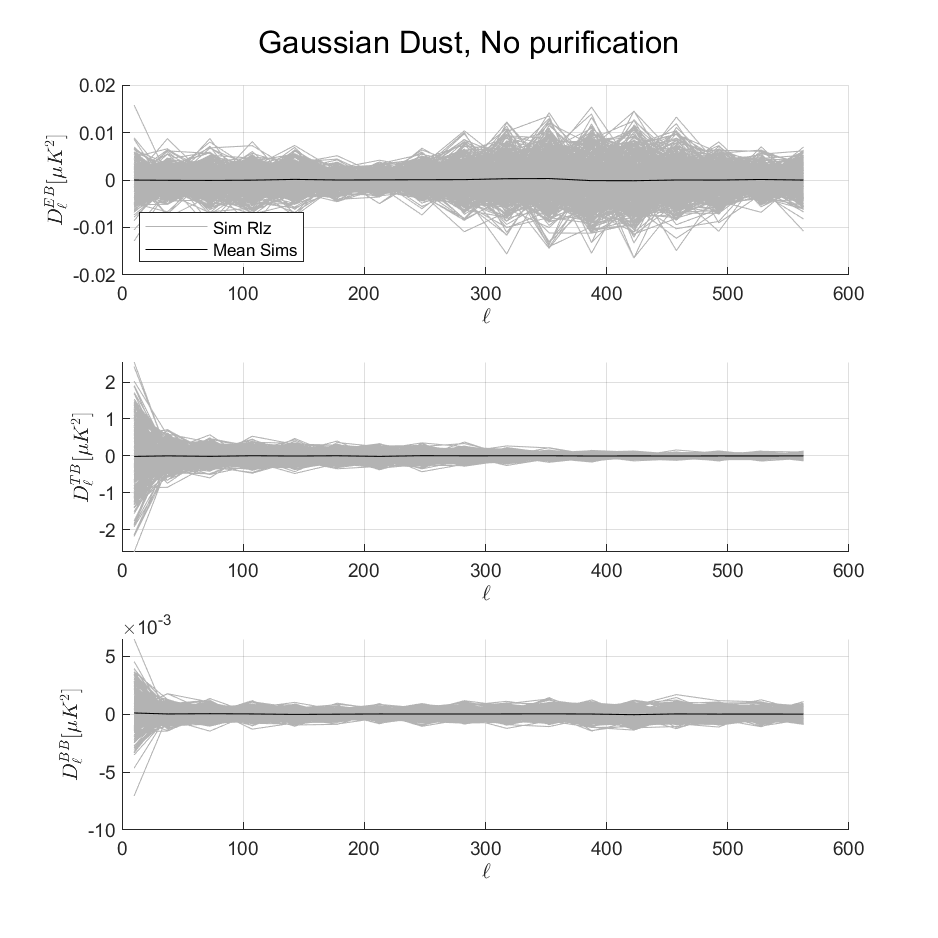 Gaussian Dust, No purification
0.02
0.01
0
-0.01
-0.02
D_ℓ^{EB}[μK^2]
Sim Rlz
Mean Sims
0 100 200 300 400 500 600
ℓ
2
1
0
-1
-2
D_ℓ^{TB}[μK^2]
0 100 200 300 400 500 600
ℓ
×10^{-3}
5
0
-5
-10
D_ℓ^{BB}[μK^2]
0 100 200 300 400 500 600
ℓ